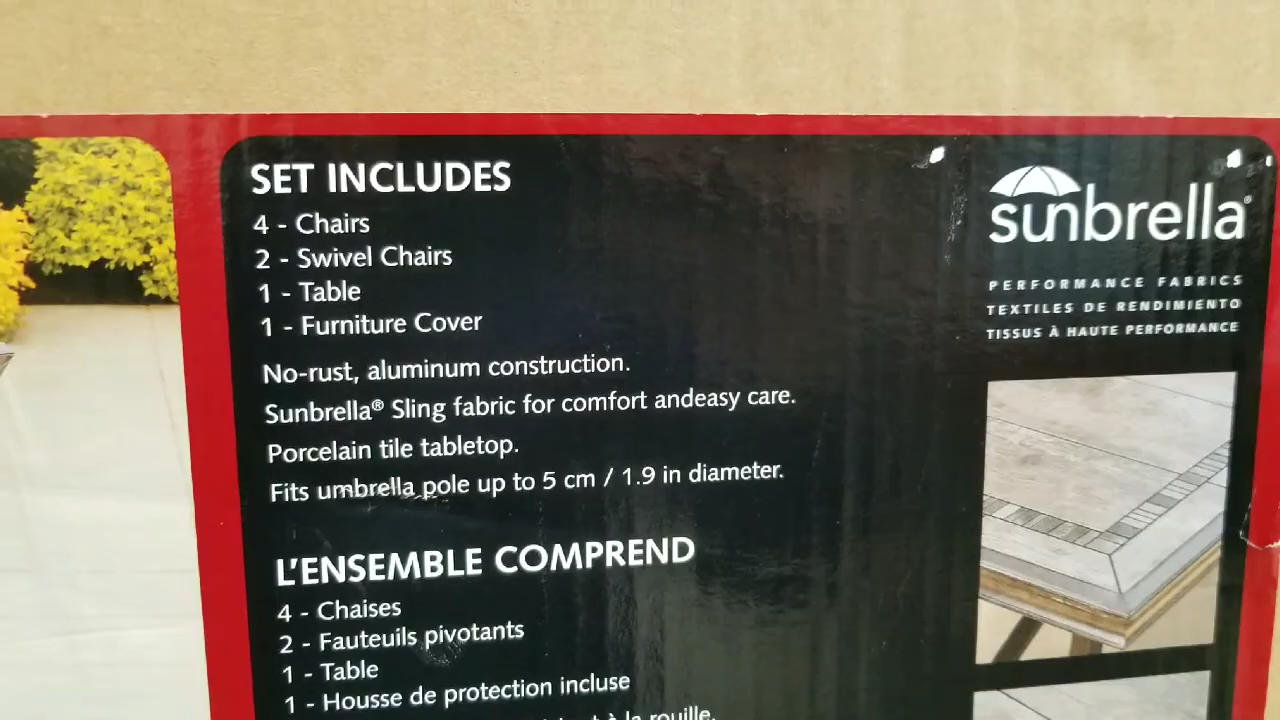 SET INCLUDES
4 - Chairs
2 - Swivel Chairs
1 - Table
1 - Furniture Cover
No-rust, aluminum construction.
Sunbrella® Sling fabric for comfort andeasy care.
Porcelain tile tabletop.
Fits umbrella pole up to 5 cm / 1.9 in diameter.
L'ENSEMBLE COMPREND
4 - Chaises
2 - Fauteuils pivotants
1 - Table
1 - Housse de protection incluse
à la rouille.
sunbrella®
PERFORMANCE FABRICS
TEXTILES DE RENDIMIENTO
TISSUS À HAUTE PERFORMANCE